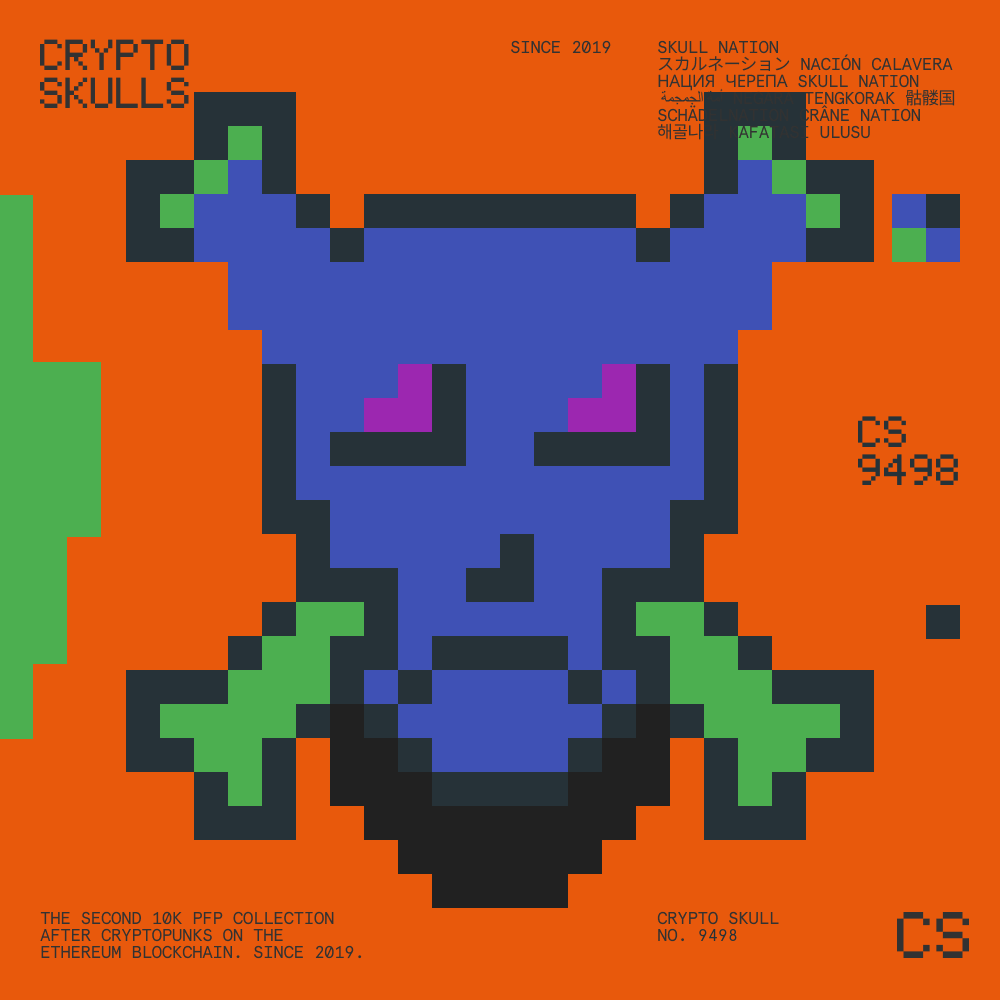 CRYPTO
SKULLS
SINCE 2019
SKULL NATION
スカルネーション NACIÓN CALAVERA
НАЦИЯ ЧЕРЕПА SKULL NATION
الجمجمة TENGKORAK 骷髅国
CRÂNE NATION
ULUSU
CS
9498
THE SECOND 10K PFP COLLECTION
AFTER CRYPTOPUNKS ON THE
ETHEREUM BLOCKCHAIN. SINCE 2019.
CRYPTO SKULL
NO. 9498
CS